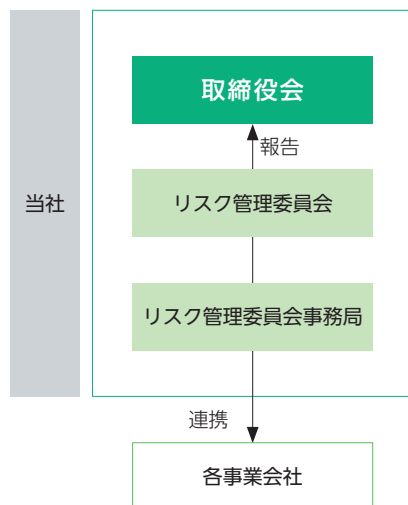 取締役会
報告
当社
リスク管理委員会
リスク管理委員会事務局
連携
各事業会社